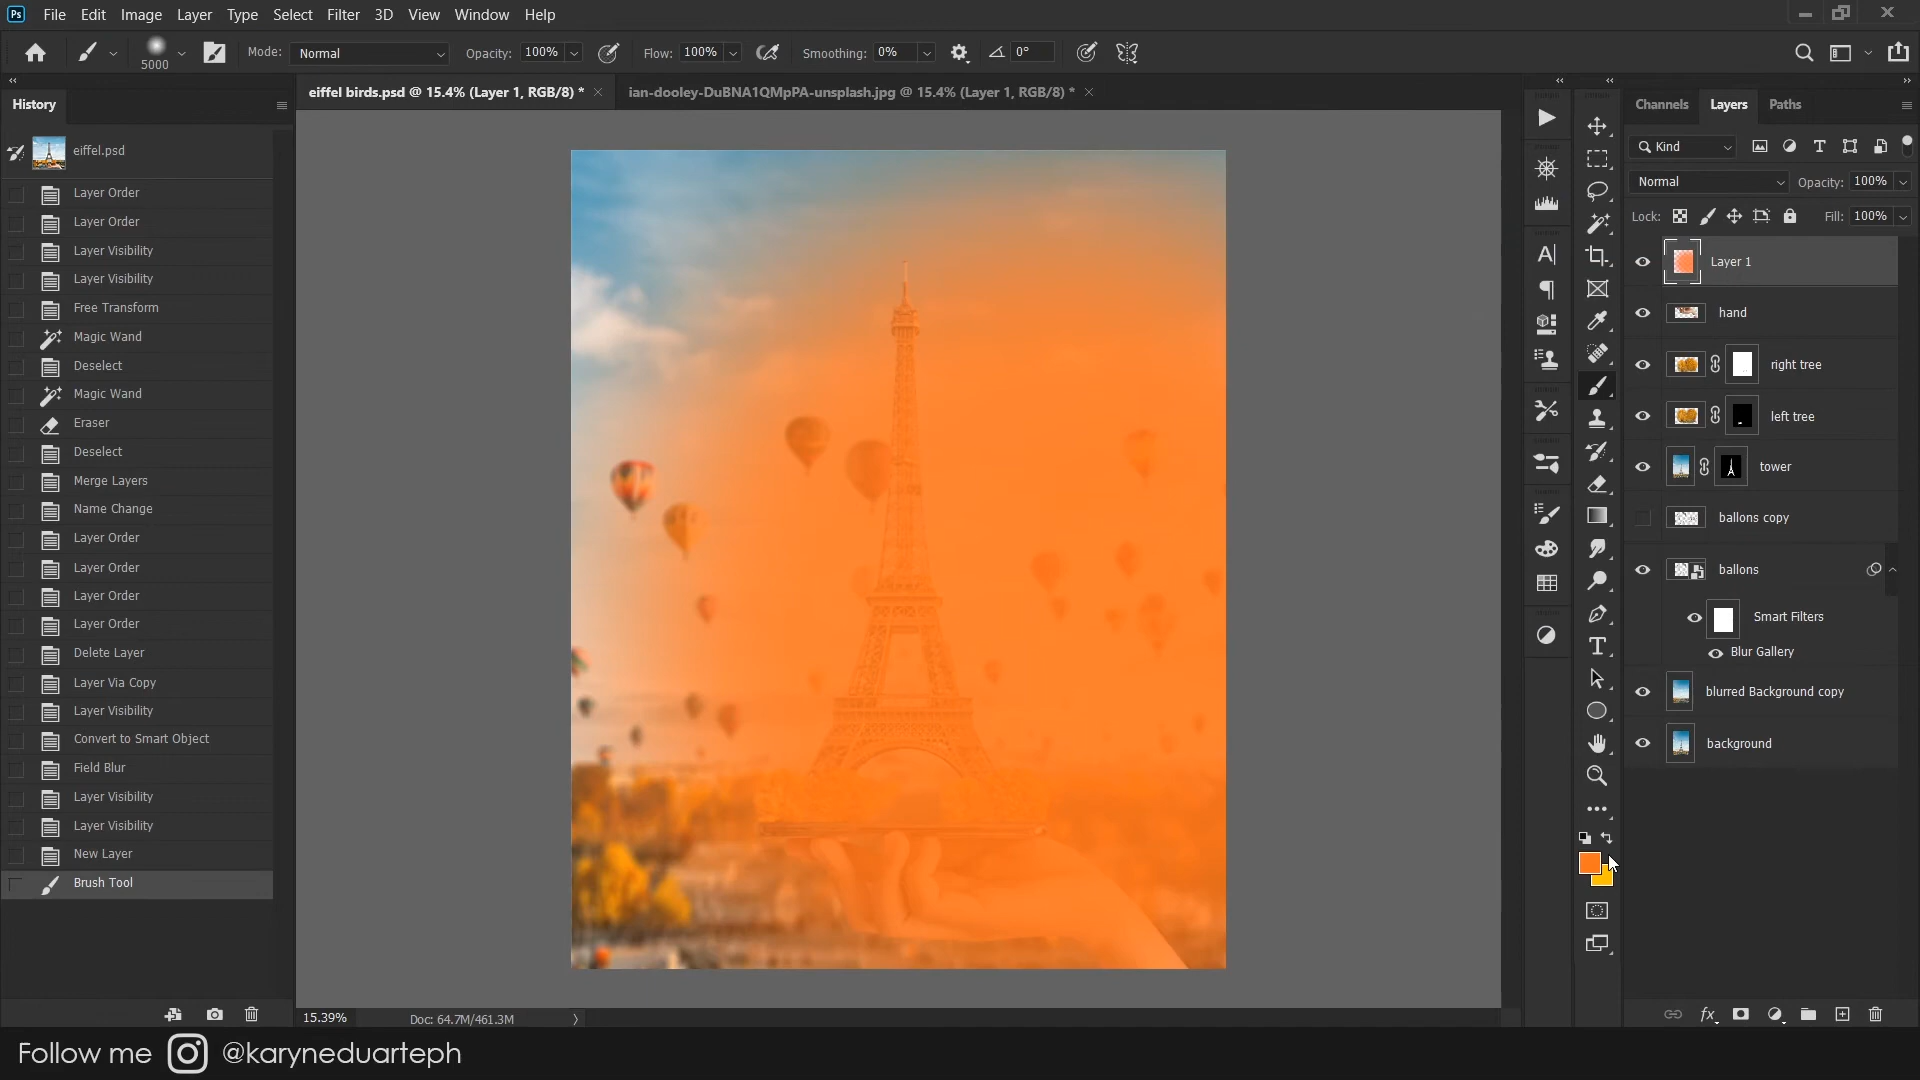 Ps File Edit Image Layer Type Select Filter 3D View Window Help
5000 Mode: Normal Opacity: 100% Flow: 100% Smoothing: 0% 0°
eiffel birds.psd @ 15.4% (Layer 1, RGB/8) * ian-dooley-DuBNA1QMpPA-unsplash.jpg @ 15.4% (Layer 1, RGB/8) *
History
eiffel.psd
Layer Order
Layer Order
Layer Visibility
Layer Visibility
Free Transform
Magic Wand
Deselect
Magic Wand
Eraser
Deselect
Merge Layers
Name Change
Layer Order
Layer Order
Layer Order
Layer Order
Delete Layer
Layer Via Copy
Layer Visibility
Convert to Smart Object
Field Blur
Layer Visibility
Layer Visibility
New Layer
Brush Tool
15.39% Doc: 64.7M/461.3M
Channels Layers Paths
Kind
Normal Opacity: 100%
Lock: Fill: 100%
Layer 1
hand
right tree
left tree
tower
ballons copy
ballons
Smart Filters
Blur Gallery
blurred Background copy
background
fx
Follow me @karyneduarteph